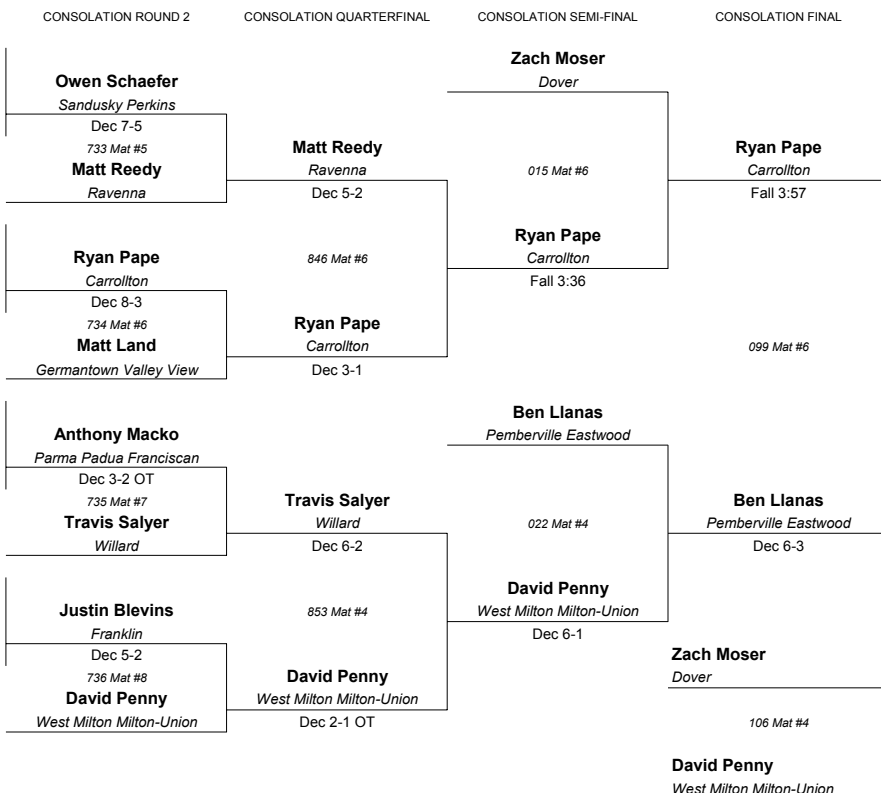 CONSOLATION ROUND 2
CONSOLATION QUARTERFINAL
CONSOLATION SEMI-FINAL
CONSOLATION FINAL
Owen Schaefer
Sandusky Perkins
Dec 7-5
733 Mat #5
Matt Reedy
Ravenna
Ryan Pape
Carrollton
Dec 8-3
734 Mat #6
Matt Land
Germantown Valley View
Anthony Macko
Parma Padua Franciscan
Dec 3-2 OT
735 Mat #7
Travis Salyer
Willard
Justin Blevins
Franklin
Dec 5-2
736 Mat #8
David Penny
West Milton Milton-Union
Matt Reedy
Ravenna
Dec 5-2
846 Mat #6
Ryan Pape
Carrollton
Dec 3-1
Travis Salyer
Willard
Dec 6-2
853 Mat #4
David Penny
West Milton Milton-Union
Dec 2-1 OT
Zach Moser
Dover
015 Mat #6
Ryan Pape
Carrollton
Fall 3:36
Ben Llanas
Pemberville Eastwood
022 Mat #4
David Penny
West Milton Milton-Union
Dec 6-1
Ryan Pape
Carrollton
Fall 3:57
099 Mat #6
Ben Llanas
Pemberville Eastwood
Dec 6-3
Zach Moser
Dover
106 Mat #4
David Penny
West Milton Milton-Union